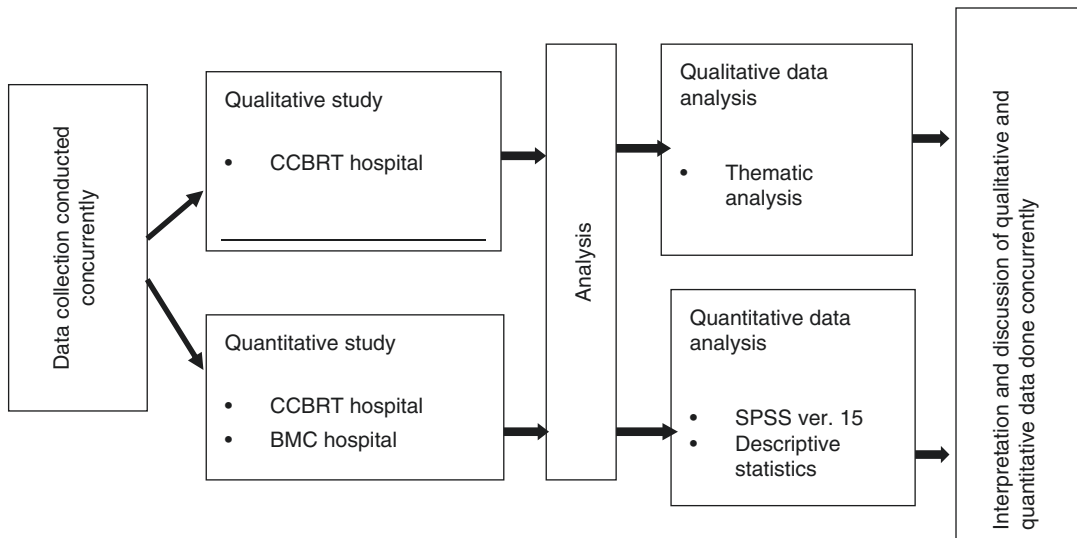 Data collection conducted
concurrently
Qualitative study
• CCBRT hospital
Quantitative study
• CCBRT hospital
• BMC hospital
Analysis
Qualitative data
analysis
• Thematic
analysis
Quantitative data
analysis
• SPSS ver. 15
• Descriptive
statistics
Interpretation and discussion of qualitative and
quantitative data done concurrently